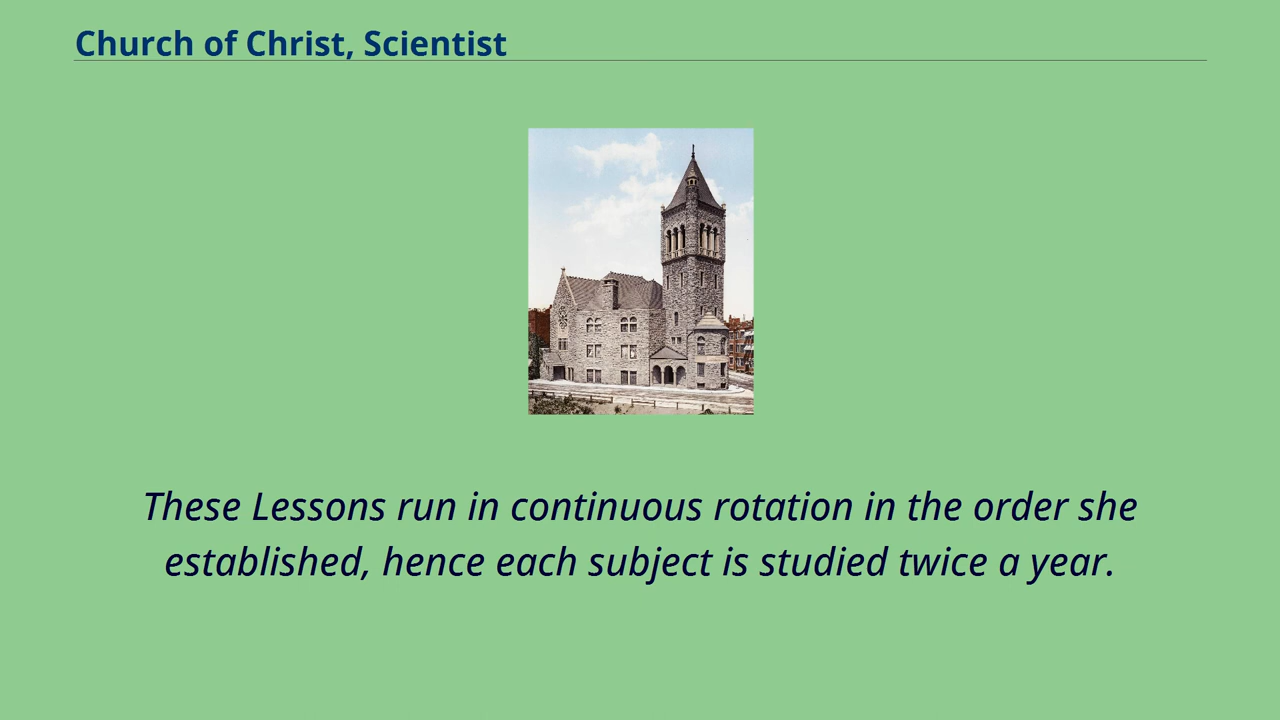 Church of Christ, Scientist
These Lessons run in continuous rotation in the order she
established, hence each subject is studied twice a year.